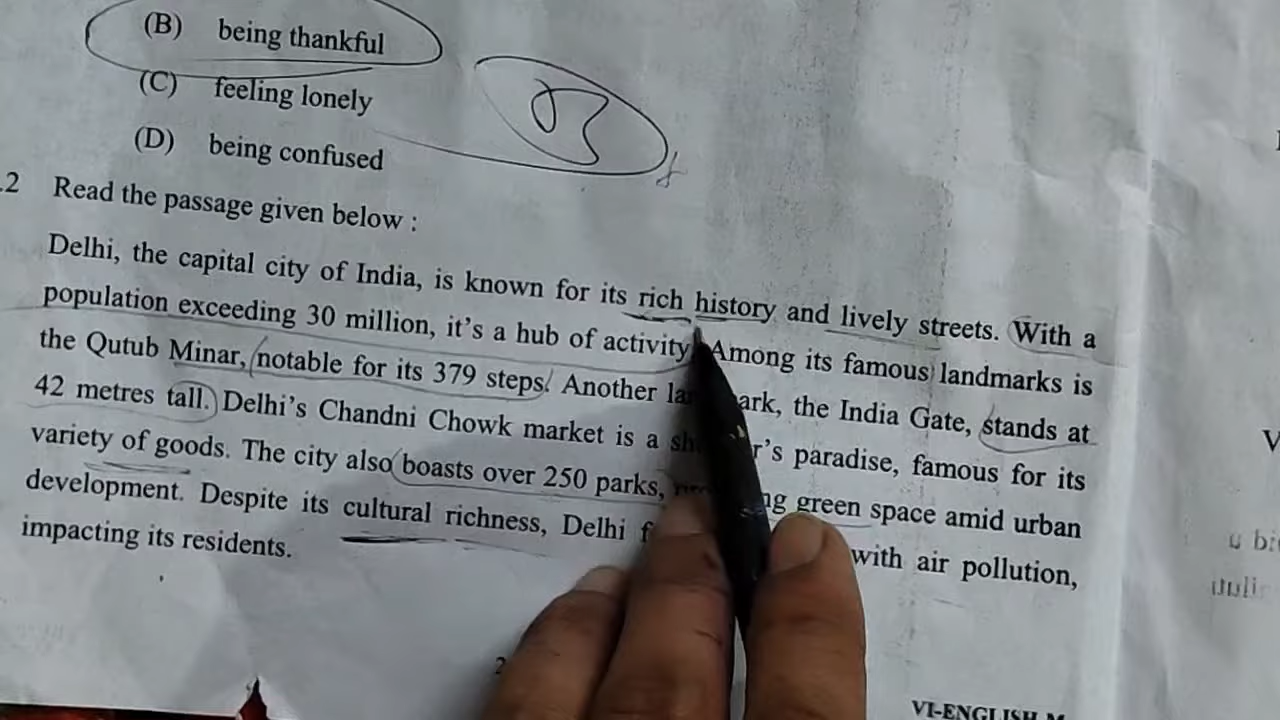 (B) being thankful
(C) feeling lonely
(D) being confused
.2 Read the passage given below :
Delhi, the capital city of India, is known for its rich history and lively streets. With a
population exceeding 30 million, it's a hub of activity. Among its famous landmarks is
the Qutub Minar, notable for its 379 steps. Another la ark, the India Gate, stands at
42 metres tall. Delhi's Chandni Chowk market is a sh r's paradise, famous for its
variety of goods. The city also boasts over 250 parks, ng green space amid urban
development. Despite its cultural richness, Delhi f with air pollution,
impacting its residents.
2
VI-ENGLISH-M
V